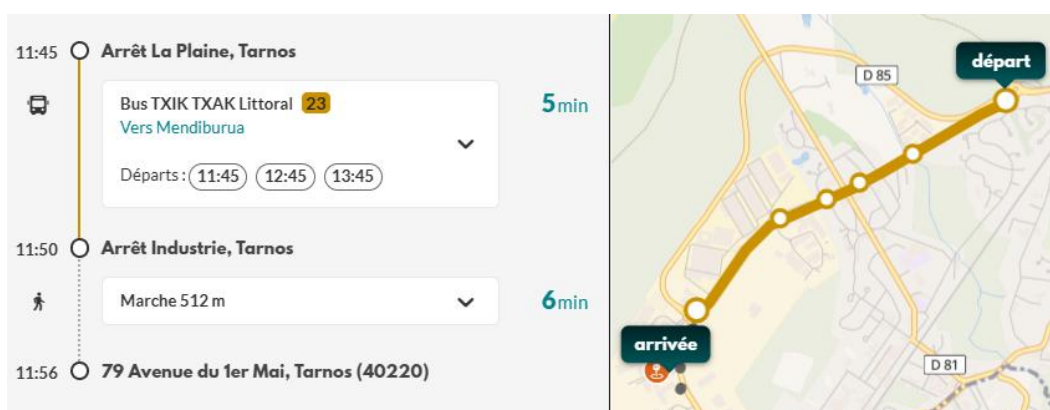 11:45 Arrêt La Plaine, Tarnos
Bus TXIK TXAK Littoral 23
Vers Mendiburua
5min
Départs : 11:45 12:45 13:45
11:50 Arrêt Industrie, Tarnos
Marche 512 m
6min
11:56 79 Avenue du 1er Mai, Tarnos (40220)
départ
D 85
arrivée
D 81